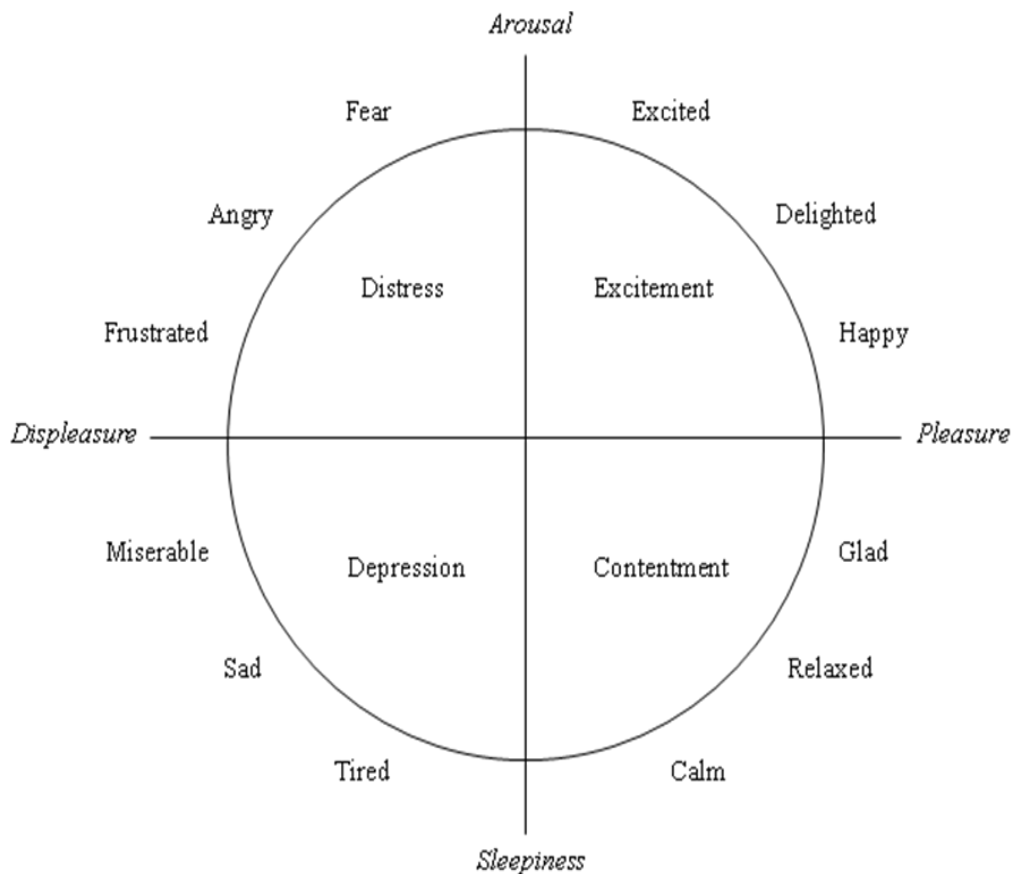 Arousal
Fear
Excited
Angry
Delighted
Distress
Excitement
Frustrated
Happy
Displeasure
Pleasure
Miserable
Depression
Contentment
Glad
Sad
Relaxed
Tired
Calm
Sleepiness